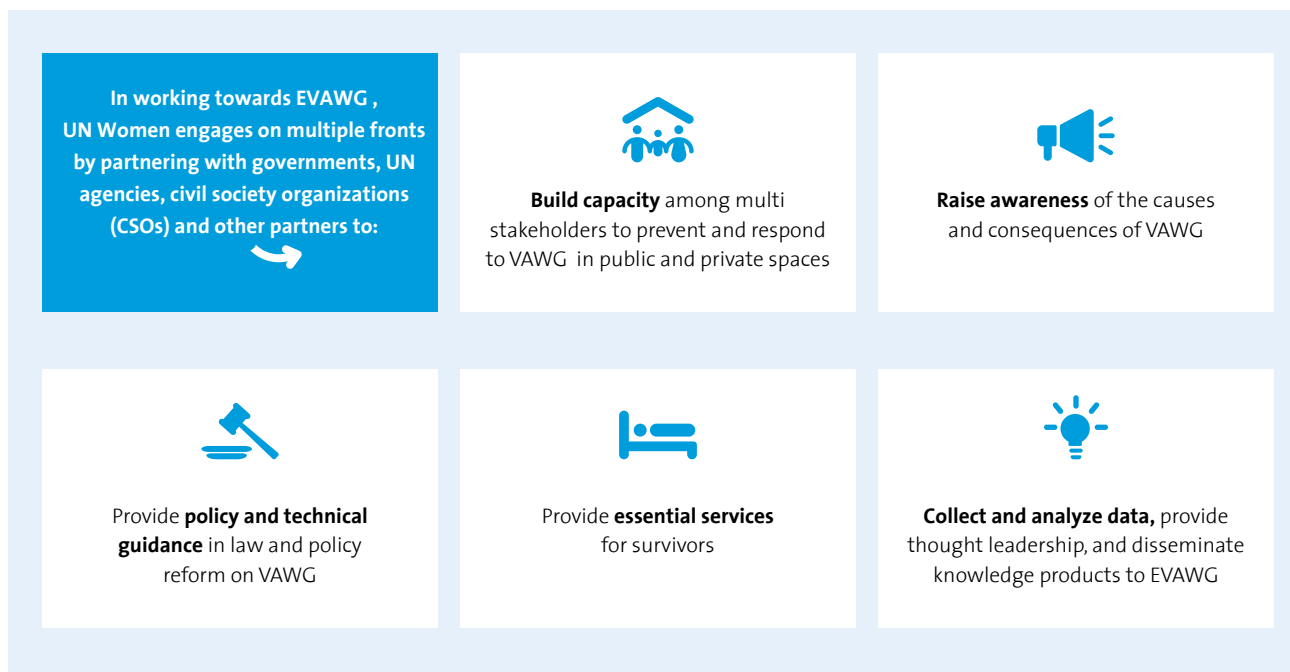 In working towards EVAWG ,
UN Women engages on multiple fronts
by partnering with governments, UN
agencies, civil society organizations
(CSOs) and other partners to:
Build capacity among multi
stakeholders to prevent and respond
to VAWG in public and private spaces
Raise awareness of the causes
and consequences of VAWG
Provide policy and technical
guidance in law and policy
reform on VAWG
Provide essential services
for survivors
Collect and analyze data, provide
thought leadership, and disseminate
knowledge products to EVAWG